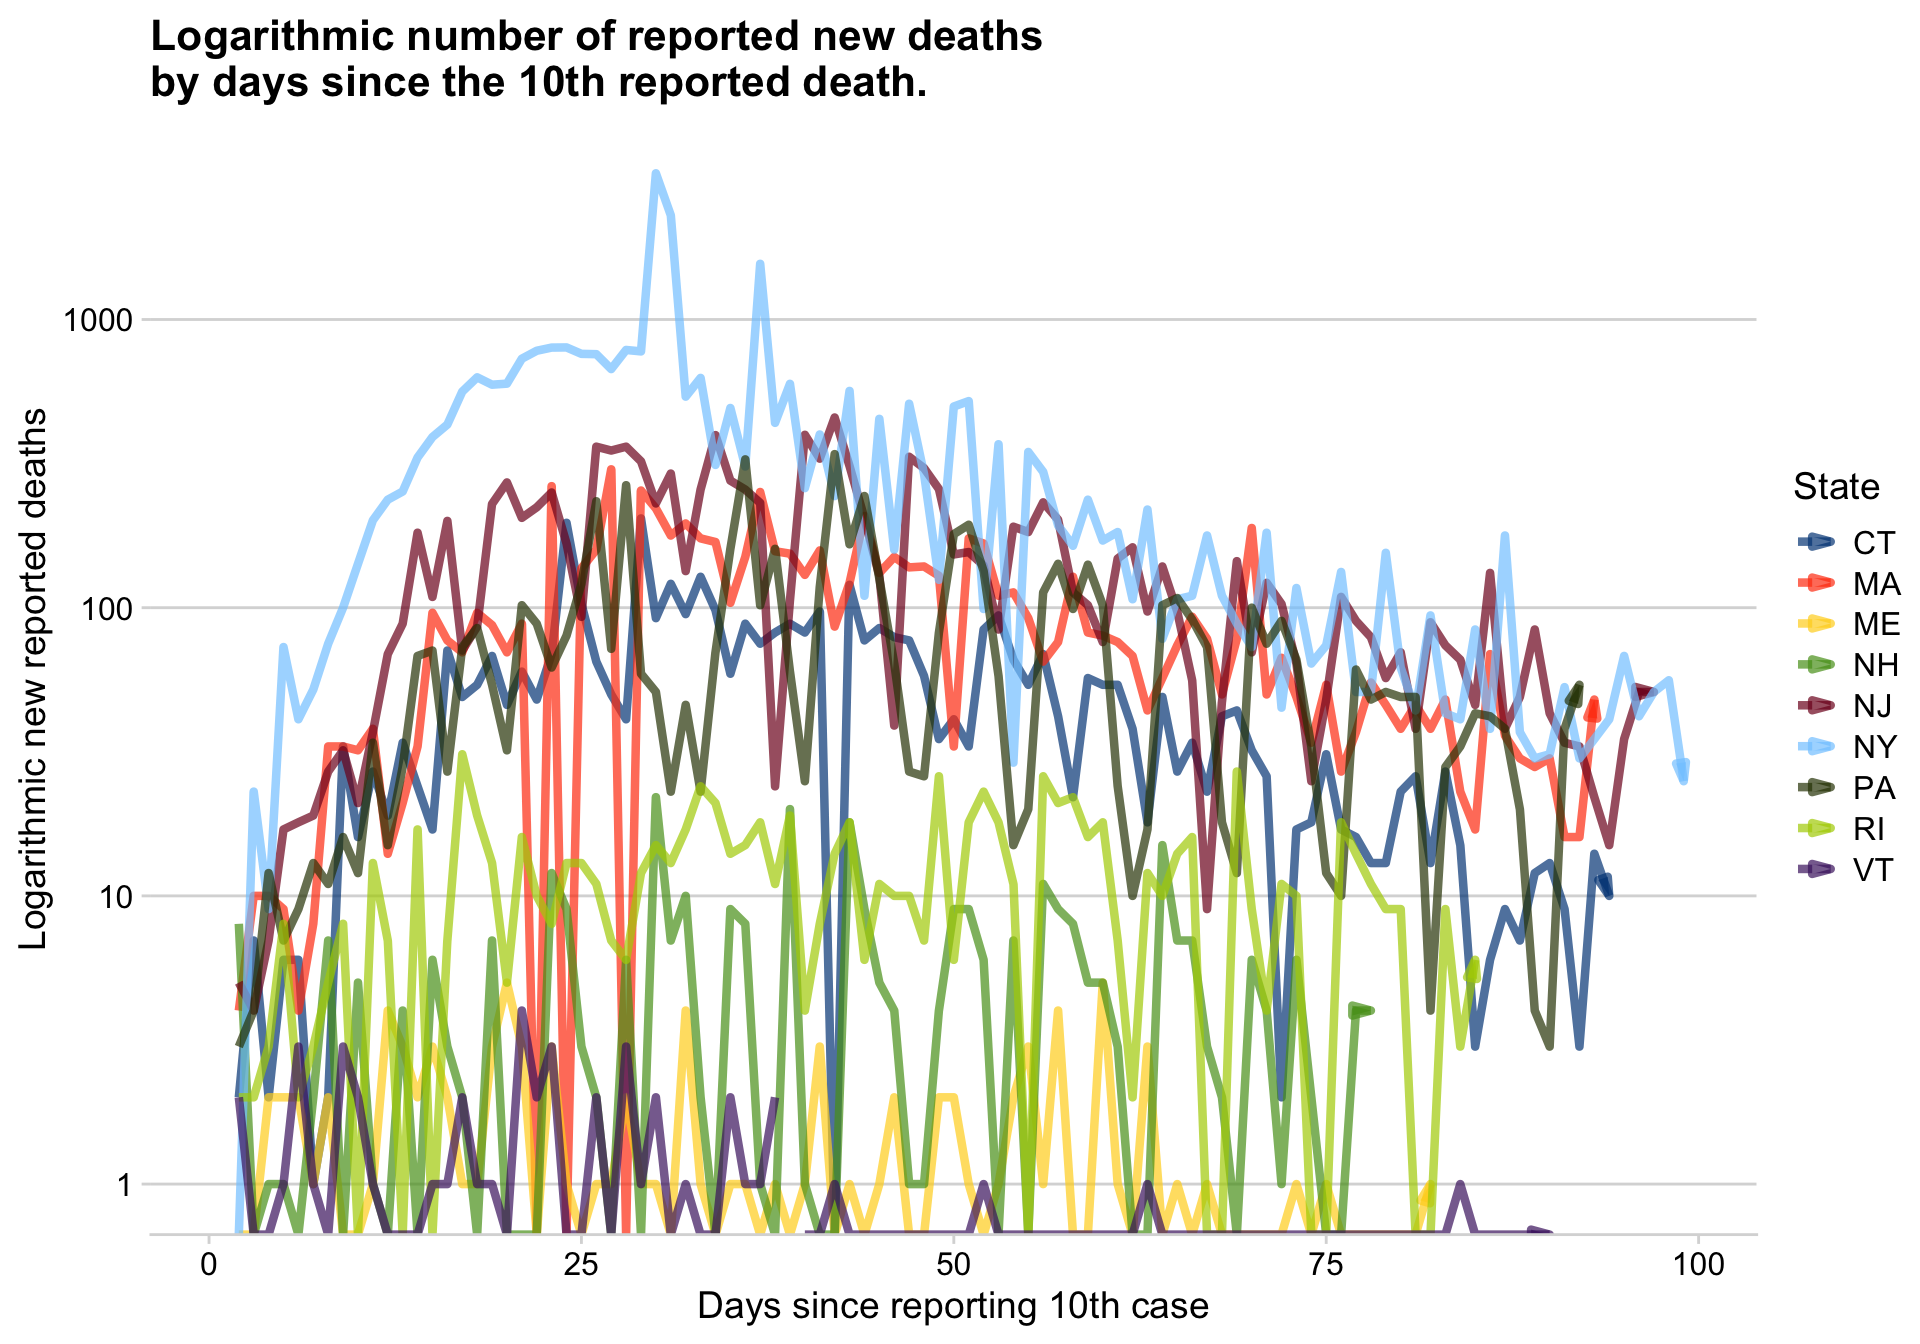 Logarithmic number of reported new deaths
by days since the 10th reported death.
Logarithmic new reported deaths
1000
100
10
1
0
25
50
75
100
Days since reporting 10th case
State
CT
MA
ME
NH
NJ
NY
PA
RI
VT